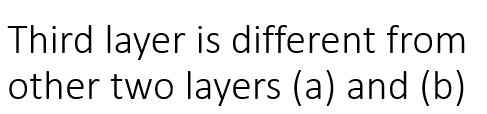 Third layer is different from
other two layers (a) and (b)